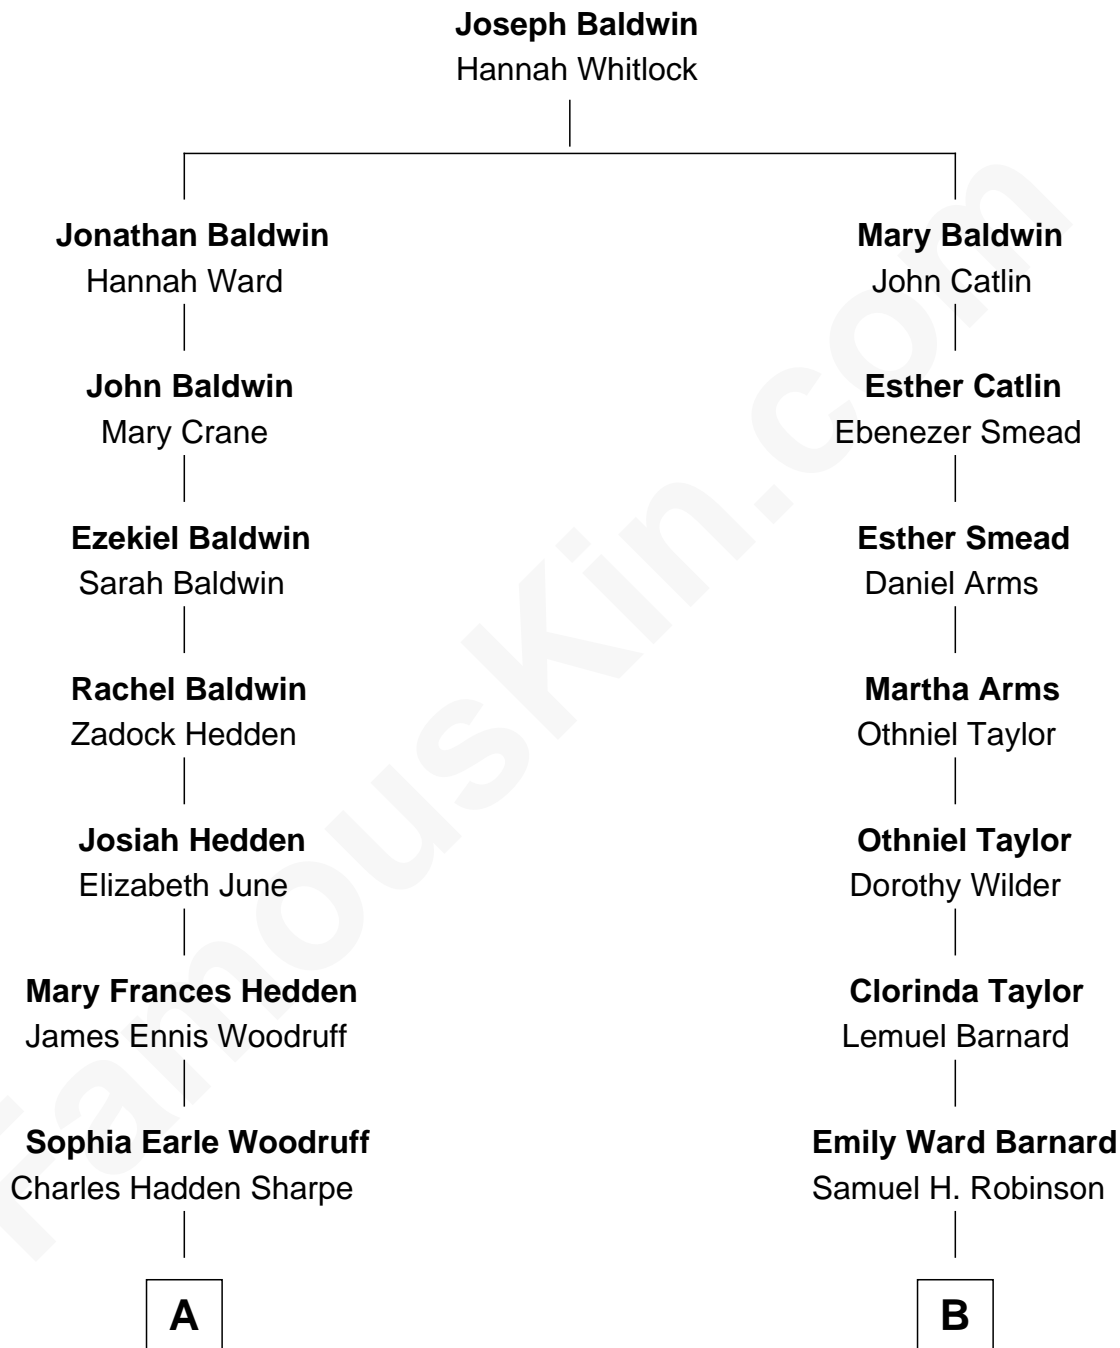 Joseph Baldwin
Hannah Whitlock
Jonathan Baldwin
Hannah Ward
John Baldwin
Mary Crane
Ezekiel Baldwin
Sarah Baldwin
Rachel Baldwin
Zadock Hedden
Josiah Hedden
Elizabeth June
Mary Frances Hedden
James Ennis Woodruff
Sophia Earle Woodruff
Charles Hadden Sharpe
A
Mary Baldwin
John Catlin
Esther Catlin
Ebenezer Smead
Esther Smead
Daniel Arms
Martha Arms
Othniel Taylor
Othniel Taylor
Dorothy Wilder
Clorinda Taylor
Lemuel Barnard
Emily Ward Barnard
Samuel H. Robinson
B
FamousKin.com